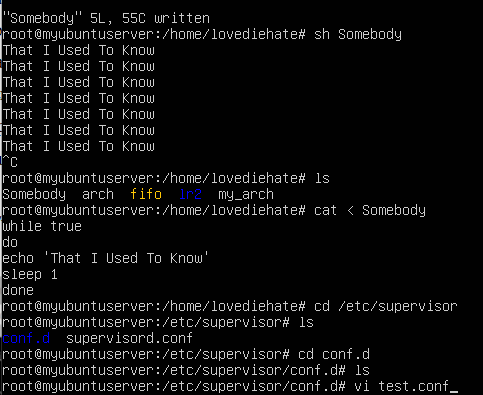 "Somebody" 5L, 55C written
root@myubuntuserver:/home/lovediehate# sh Somebody
That I Used To Know
That I Used To Know
That I Used To Know
That I Used To Know
That I Used To Know
That I Used To Know
That I Used To Know
^C
root@myubuntuserver:/home/lovediehate# ls
Somebody  arch  fifo  lr2  my_arch
root@myubuntuserver:/home/lovediehate# cat < Somebody
while true
do
echo 'That I Used To Know'
sleep 1
done
root@myubuntuserver:/home/lovediehate# cd /etc/supervisor
root@myubuntuserver:/etc/supervisor# ls
conf.d  supervisord.conf
root@myubuntuserver:/etc/supervisor# cd conf.d
root@myubuntuserver:/etc/supervisor/conf.d# ls
root@myubuntuserver:/etc/supervisor/conf.d# vi test.conf_